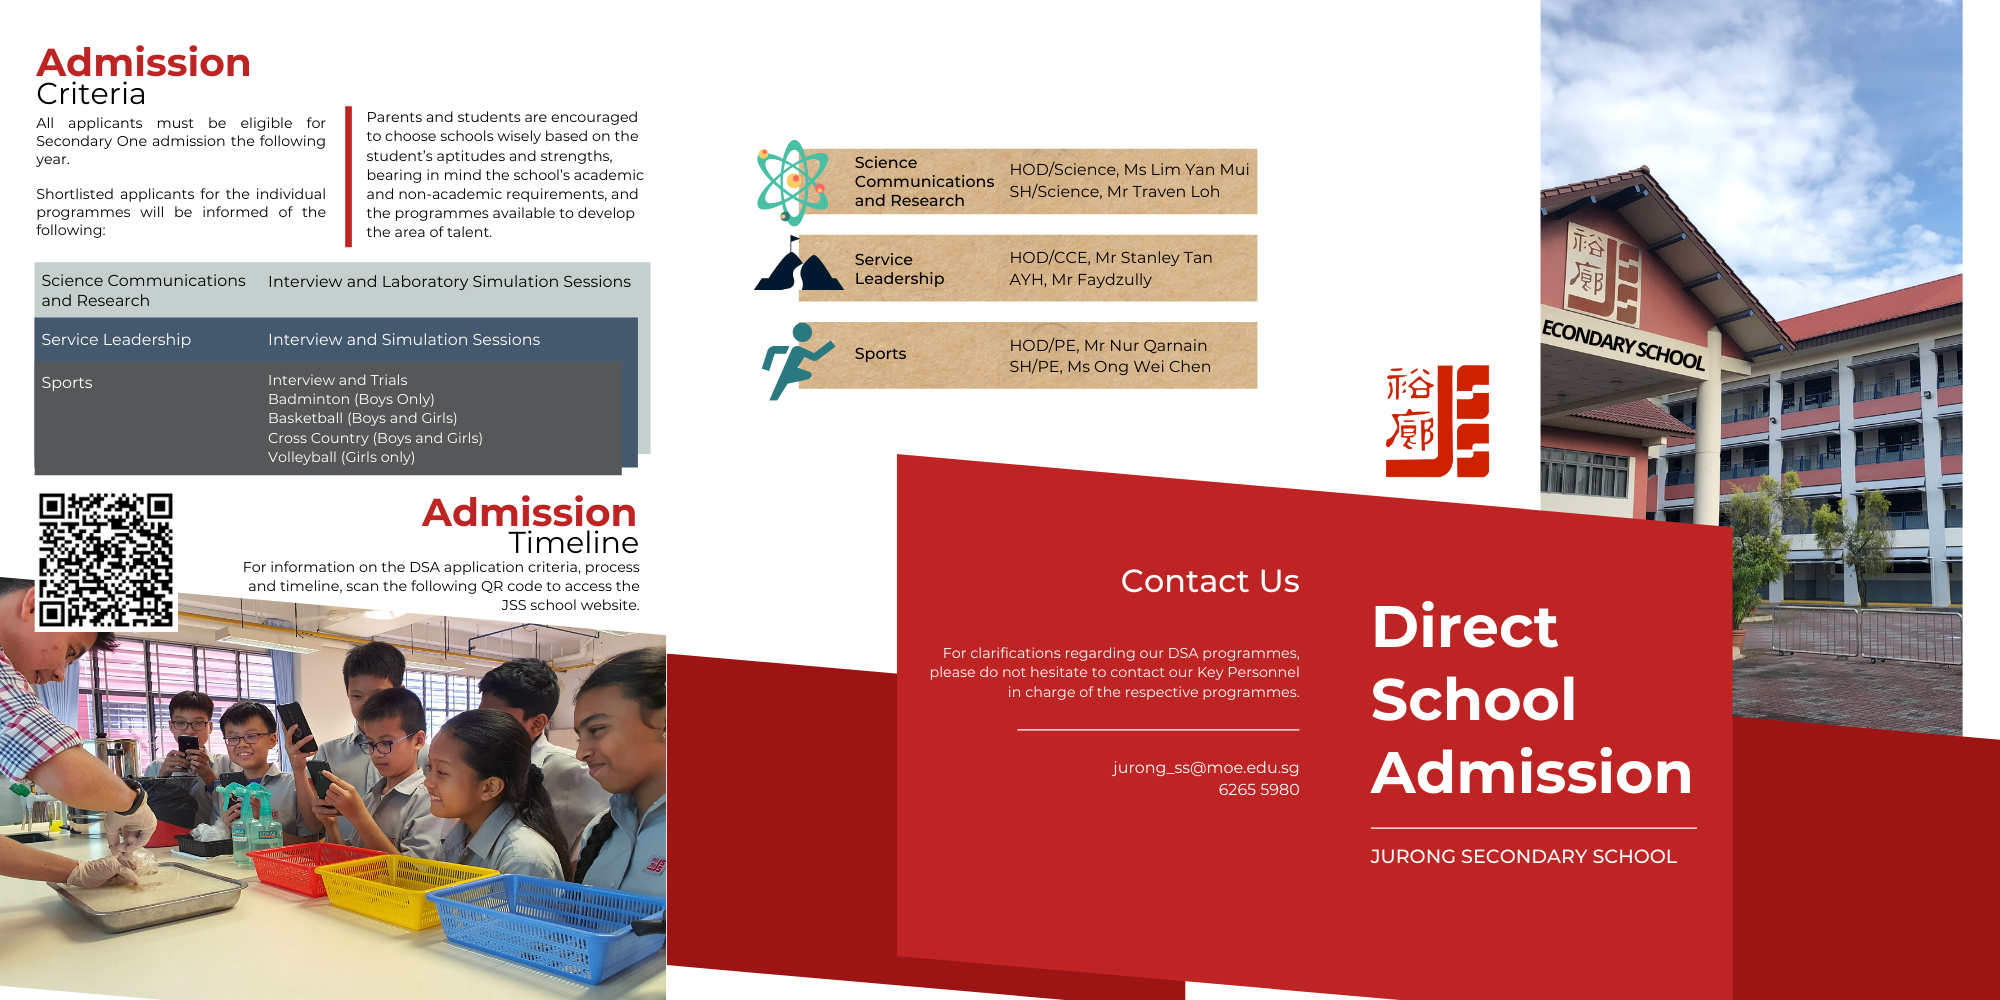 Admission
Criteria
All applicants must be eligible for
Secondary One admission the following
year.
Shortlisted applicants for the individual
programmes will be informed of the
following:
Parents and students are encouraged
to choose schools wisely based on the
student's aptitudes and strengths,
bearing in mind the school's academic
and non-academic requirements, and
the programmes available to develop
the area of talent.
Science Communications
and Research
Interview and Laboratory Simulation Sessions
Service Leadership
Interview and Simulation Sessions
Sports
Interview and Trials
Badminton (Boys Only)
Basketball (Boys and Girls)
Cross Country (Boys and Girls)
Volleyball (Girls only)
Admission
Timeline
For information on the DSA application criteria, process
and timeline, scan the following QR code to access the
JSS school website.
Science
Communications
and Research
HOD/Science, Ms Lim Yan Mui
SH/Science, Mr Traven Loh
Service
Leadership
HOD/CCE, Mr Stanley Tan
AYH, Mr Faydzully
Sports
HOD/PE, Mr Nur Qarnain
SH/PE, Ms Ong Wei Chen
Contact Us
For clarifications regarding our DSA programmes,
please do not hesitate to contact our Key Personnel
in charge of the respective programmes.
jurong_ss@moe.edu.sg
6265 5980
裕廊
JSS
裕廊
JSS
ECONDARY SCHOOL
Direct
School
Admission
JURONG SECONDARY SCHOOL